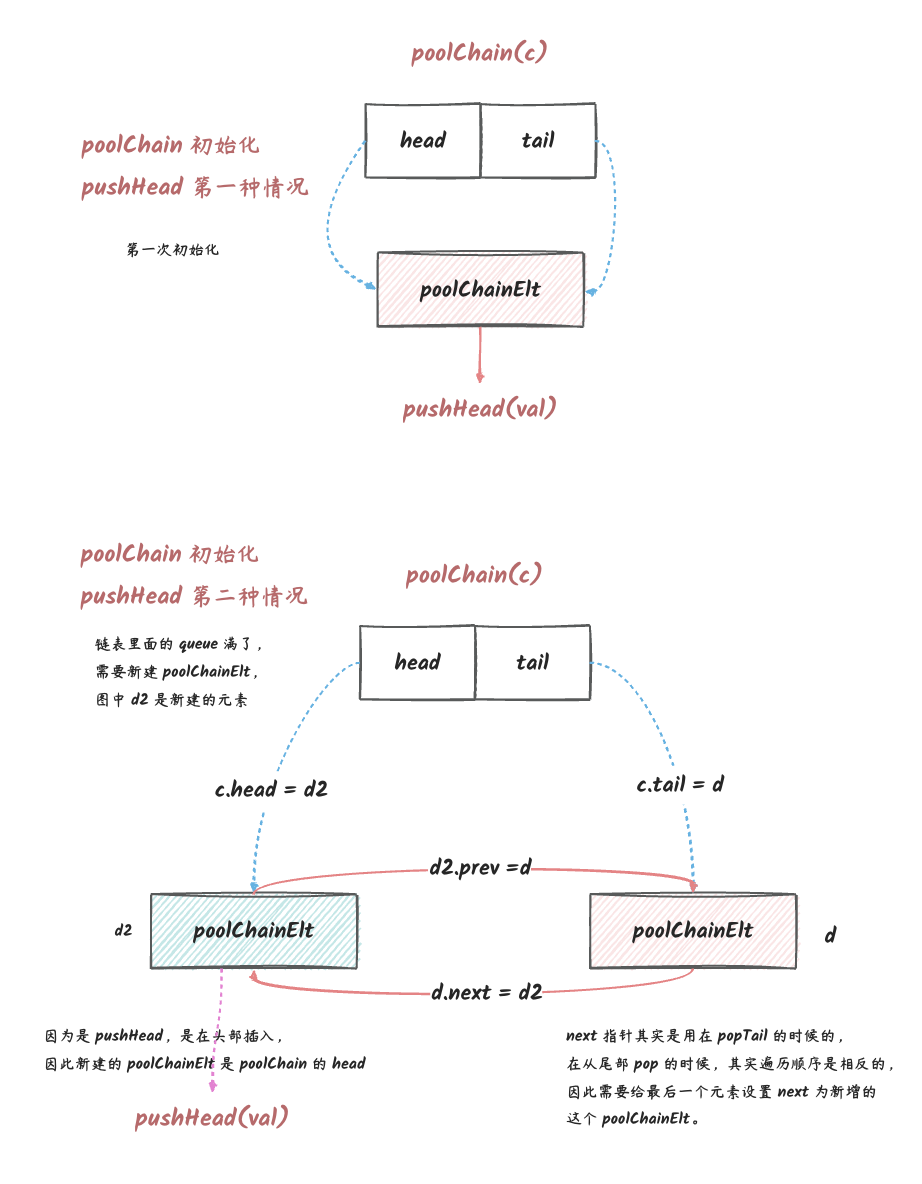 poolChain(c)
head
tail
poolChain 初始化
pushHead 第一种情况
第一次初始化
poolChainElt
pushHead(val)
poolChain 初始化
pushHead 第二种情况
poolChain(c)
链表里面的 queue 满了，
需要新建 poolChainElt，
图中 d2 是新建的元素
head
tail
c.head = d2
c.tail = d
d2.prev =d
d2
poolChainElt
poolChainElt
d
d.next = d2
因为是 pushHead，是在头部插入，
因此新建的 poolChainElt 是 poolChain 的 head
pushHead(val)
next 指针其实是用在 popTail 的时候的，
在从尾部 pop 的时候，其实遍历顺序是相反的，
因此需要给最后一个元素设置 next 为新增的
这个 poolChainElt。